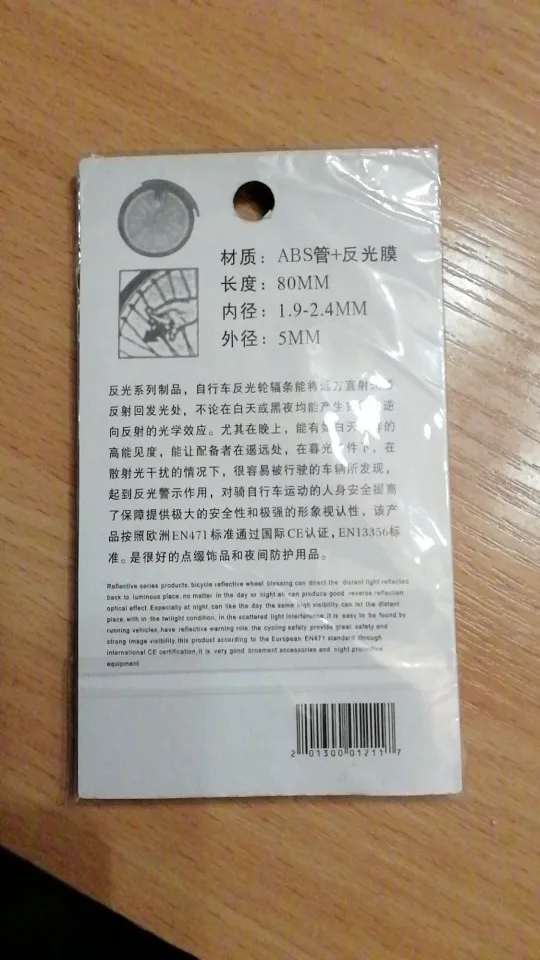 材质：ABS管+反光膜
长度：80MM
内径：1.9-2.4MM
外径：5MM
反光系列制品，自行车反光轮辐条能将远方直射
反射回发光处，不论在白天或黑夜均能产生 逆
向反射的光学效应。尤其在晚上，能有如白天 的
高能见度，能让配备者在遥远处，在暮光 件下，在
散射光干扰的情况下，很容易被行驶的车辆所发现，
起到反光警示作用，对骑自行车运动的人身安全提高
了保障提供极大的安全性和极强的形象视认性，该产
品按照欧洲EN471标准通过国际CE认证，EN13356标
准。是很好的点缀饰品和夜间防护用品。
Reflective series products, bicycle reflective wheel blessing can direct the distant light reflected
back to luminous place, no matter in the day or night all can produce good reverse reflection
optical effect Especially at night, can like the day the same high visibility, can let the distant
place, with in the twilight condition, in the scattered light interference, it is easy to be found by
running vehicles, have reflective warning role, the cycling safety provide great safety and
strong image visibility, this product according to the European EN471 standard through
international CE certification, it is very good ornament accessories and night protective
equipment
2 01300 01211 7